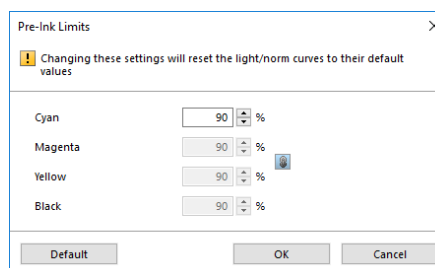 Pre-Ink Limits
Changing these settings will reset the light/norm curves to their default
values
Cyan 90 %
Magenta 90 %
Yellow 90 %
Black 90 %
Default OK Cancel